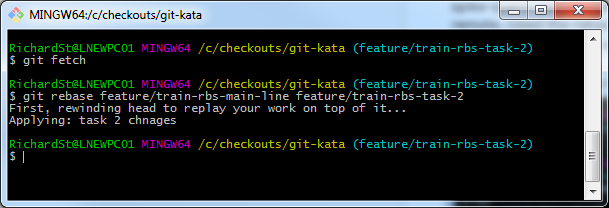 MINGW64:/c/checkouts/git-kata
RichardSt@LNEWPC01 MINGW64 /c/checkouts/git-kata (feature/train-rbs-task-2)
$ git fetch
RichardSt@LNEWPC01 MINGW64 /c/checkouts/git-kata (feature/train-rbs-task-2)
$ git rebase feature/train-rbs-main-line feature/train-rbs-task-2
First, rewinding head to replay your work on top of it...
Applying: task 2 chnages
RichardSt@LNEWPC01 MINGW64 /c/checkouts/git-kata (feature/train-rbs-task-2)
$